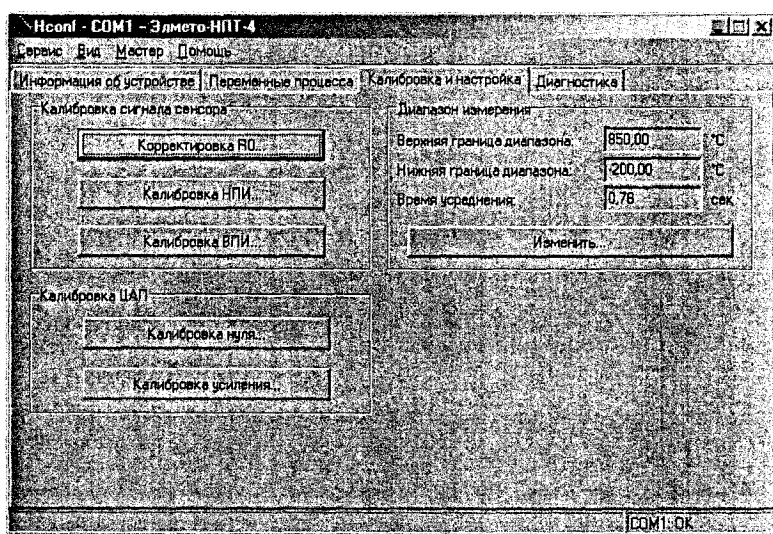 Hconf - COM1 - Элмето-НПТ-4
Сервис Вид Мастер Помощь
Информация об устройстве Переменные процесса Калибровка и настройка Диагностика
Калибровка сигнала сенсора
Корректировка R0...
Калибровка НПИ...
Калибровка ВПИ...
Диапазон измерения
Верхняя граница диапазона: 850,00 °C
Нижняя граница диапазона: -200,00 °C
Время усреднения: 0,76 сек
Изменить...
Калибровка ЦАП
Калибровка нуля...
Калибровка усиления...
COM1: OK